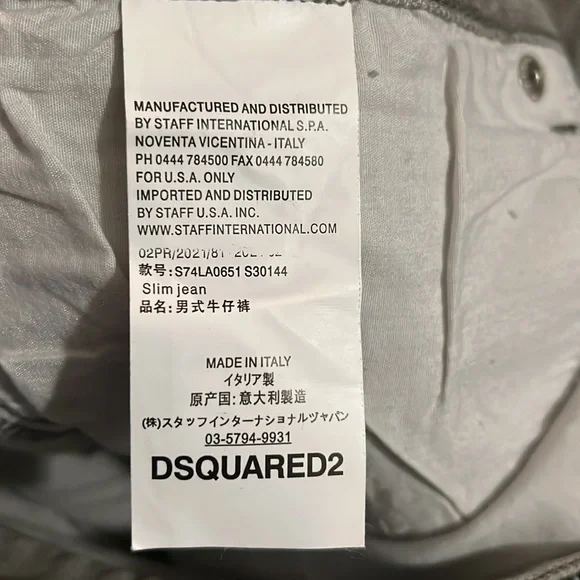 MANUFACTURED AND DISTRIBUTED
BY STAFF INTERNATIONAL S.P.A.
NOVENTA VICENTINA - ITALY
PH 0444 784500 FAX 0444 784580
FOR U.S.A. ONLY
IMPORTED AND DISTRIBUTED
BY STAFF U.S.A. INC.
WWW.STAFFINTERNATIONAL.COM
款号: S74LA0651 S30144
Slim jean
品名: 男式牛仔裤
MADE IN ITALY
イタリア製
原产国: 意大利製造
(株)スタッフインターナショナルヅャパン
03-5794-9931
DSQUARED2